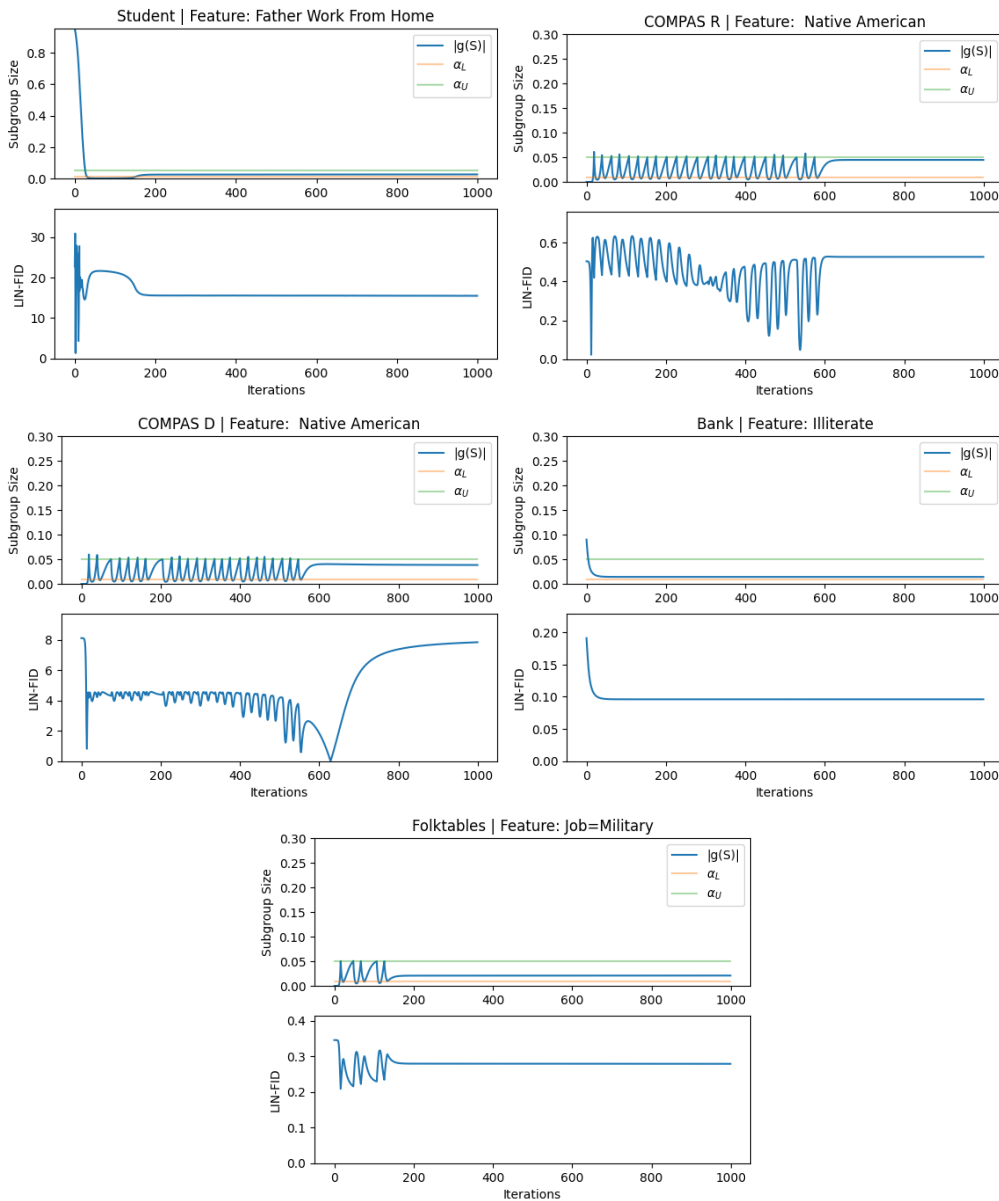 Student | Feature: Father Work From Home
Subgroup Size
0.8
0.6
0.4
0.2
0.0
|g(S)|
α_L
α_U
0 200 400 600 800 1000
LIN-FID
30
20
10
0
0 200 400 600 800 1000
Iterations
COMPAS R | Feature: Native American
Subgroup Size
0.30
0.25
0.20
0.15
0.10
0.05
0.00
|g(S)|
α_L
α_U
0 200 400 600 800 1000
LIN-FID
0.6
0.4
0.2
0.0
0 200 400 600 800 1000
Iterations
COMPAS D | Feature: Native American
Subgroup Size
0.30
0.25
0.20
0.15
0.10
0.05
0.00
|g(S)|
α_L
α_U
0 200 400 600 800 1000
LIN-FID
8
6
4
2
0
0 200 400 600 800 1000
Iterations
Bank | Feature: Illiterate
Subgroup Size
0.30
0.25
0.20
0.15
0.10
0.05
0.00
|g(S)|
α_L
α_U
0 200 400 600 800 1000
LIN-FID
0.20
0.15
0.10
0.05
0.00
0 200 400 600 800 1000
Iterations
Folktables | Feature: Job=Military
Subgroup Size
0.30
0.25
0.20
0.15
0.10
0.05
0.00
|g(S)|
α_L
α_U
0 200 400 600 800 1000
LIN-FID
0.4
0.3
0.2
0.1
0.0
0 200 400 600 800 1000
Iterations